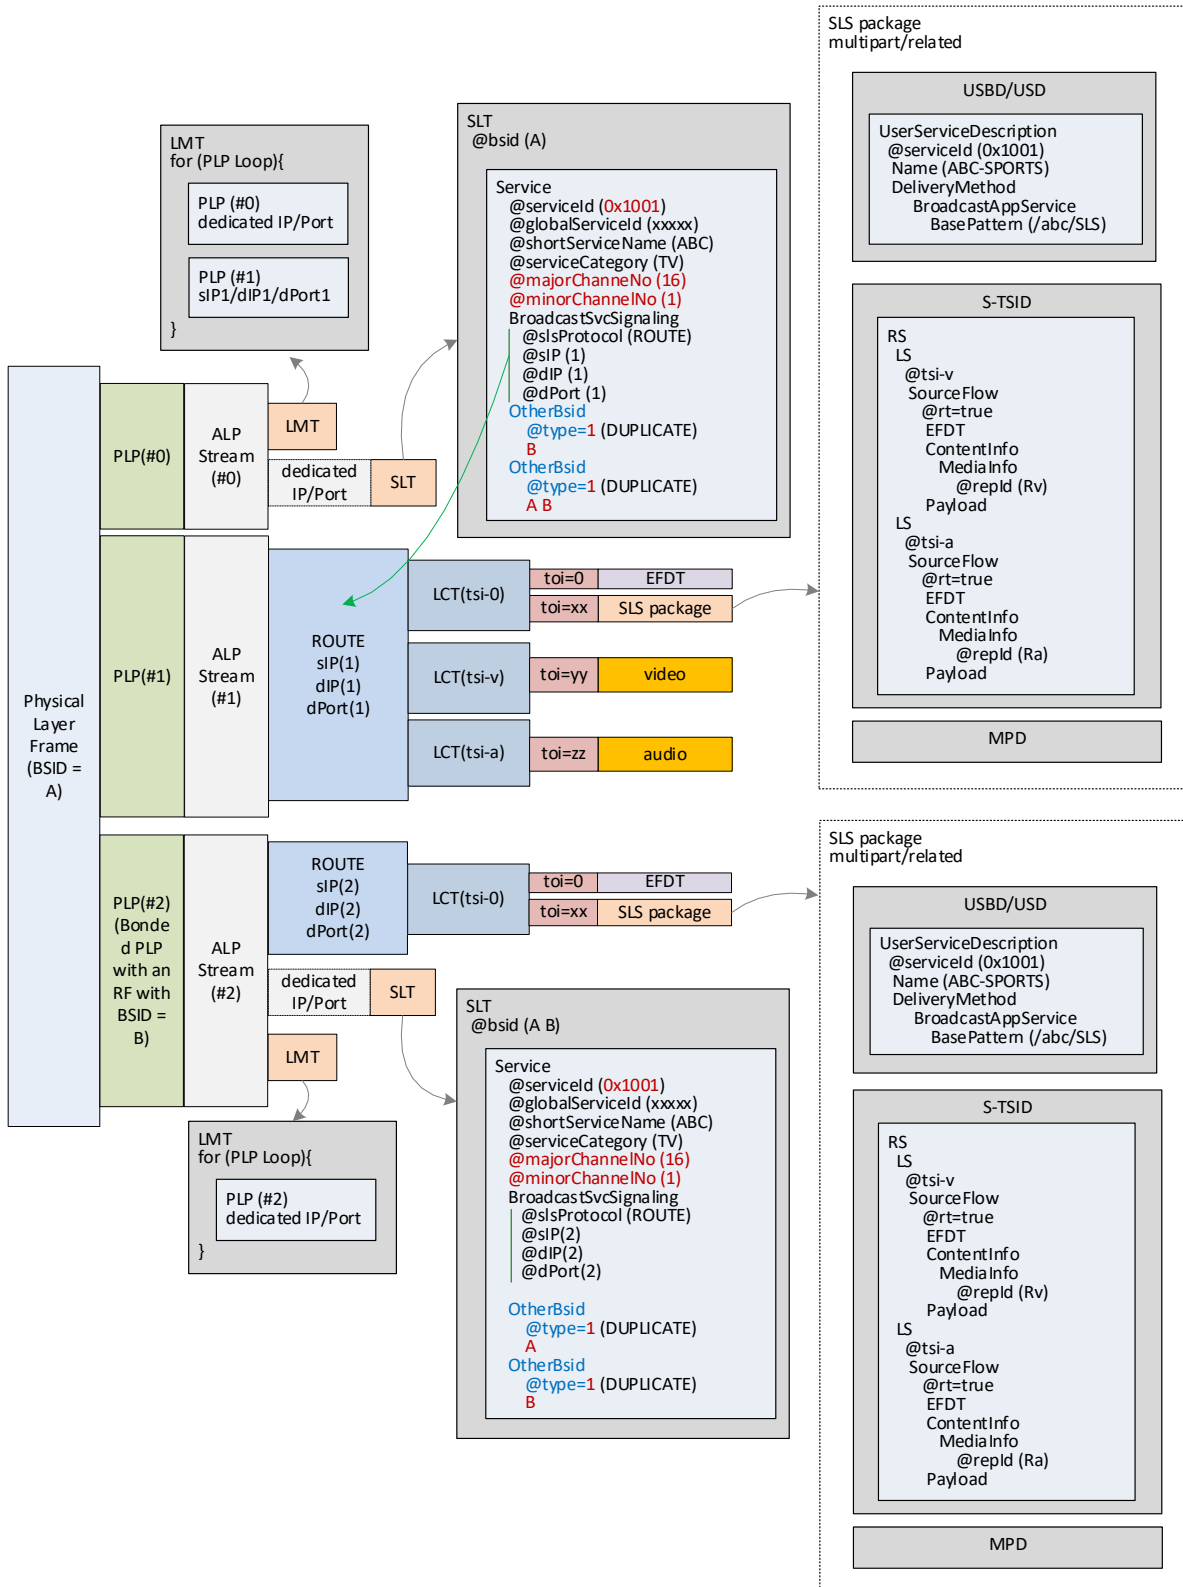 SLS package
multipart/related
USBD/USD
UserServiceDescription
@serviceId (0x1001)
Name (ABC-SPORTS)
DeliveryMethod
BroadcastAppService
BasePattern (/abc/SLS)
S-TSID
RS
LS
@tsi-v
SourceFlow
@rt=true
EFDT
ContentInfo
MediaInfo
@repId (Rv)
Payload
LS
@tsi-a
SourceFlow
@rt=true
EFDT
ContentInfo
MediaInfo
@repId (Ra)
Payload
MPD
LMT
for (PLP Loop){
PLP (#0)
dedicated IP/Port
PLP (#1)
sIP1/dIP1/dPort1
}
SLT
@bsid (A)
Service
@serviceId (0x1001)
@globalServiceId (xxxxx)
@shortServiceName (ABC)
@serviceCategory (TV)
@majorChanneNo (16)
@minorChannelNo (1)
BroadcastSvcSignaling
@slsProtocol (ROUTE)
@sIP (1)
@dIP (1)
@dPort (1)
OtherBsid
@type=1 (DUPLICATE)
B
OtherBsid
@type=1 (DUPLICATE)
A B
Physical
Layer
Frame
(BSID =
A)
PLP(#0)
ALP
Stream
(#0)
LMT
dedicated
IP/Port
SLT
PLP(#1)
ALP
Stream
(#1)
ROUTE
sIP(1)
dIP(1)
dPort(1)
LCT(tsi-0)
toi=0
EFDT
toi=xx
SLS package
LCT(tsi-v)
toi=yy
video
LCT(tsi-a)
toi=zz
audio
PLP(#2)
(Bonde
d PLP
with an
RF with
BSID =
B)
ALP
Stream
(#2)
ROUTE
sIP(2)
dIP(2)
dPort(2)
LCT(tsi-0)
toi=0
EFDT
toi=xx
SLS package
dedicated
IP/Port
SLT
LMT
LMT
for (PLP Loop){
PLP (#2)
dedicated IP/Port
}
SLT
@bsid (A B)
Service
@serviceId (0x1001)
@globalServiceId (xxxxx)
@shortServiceName (ABC)
@serviceCategory (TV)
@majorChannelNo (16)
@minorChannelNo (1)
BroadcastSvcSignaling
@slsProtocol (ROUTE)
@sIP(2)
@dIP(2)
@dPort(2)
OtherBsid
@type=1 (DUPLICATE)
A
OtherBsid
@type=1 (DUPLICATE)
B
SLS package
multipart/related
USBD/USD
UserServiceDescription
@serviceId (0x1001)
Name (ABC-SPORTS)
DeliveryMethod
BroadcastAppService
BasePattern (/abc/SLS)
S-TSID
RS
LS
@tsi-v
SourceFlow
@rt=true
EFDT
ContentInfo
MediaInfo
@repId (Rv)
Payload
LS
@tsi-a
SourceFlow
@rt=true
EFDT
ContentInfo
MediaInfo
@repId (Ra)
Payload
MPD